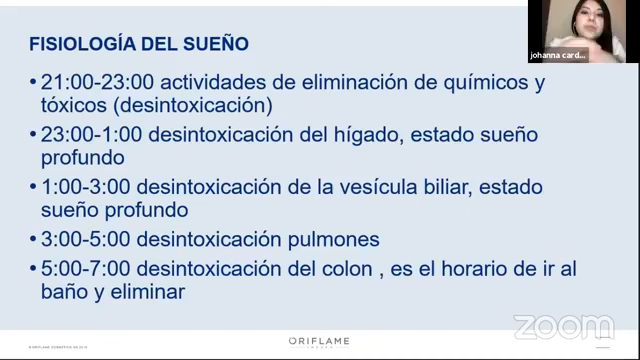 johanna card...
FISIOLOGÍA DEL SUEÑO
• 21:00-23:00 actividades de eliminación de químicos y
tóxicos (desintoxicación)
• 23:00-1:00 desintoxicación del hígado, estado sueño
profundo
• 1:00-3:00 desintoxicación de la vesícula biliar, estado
sueño profundo
• 3:00-5:00 desintoxicación pulmones
• 5:00-7:00 desintoxicación del colon , es el horario de ir al
baño y eliminar
ORIFLAME
zoom